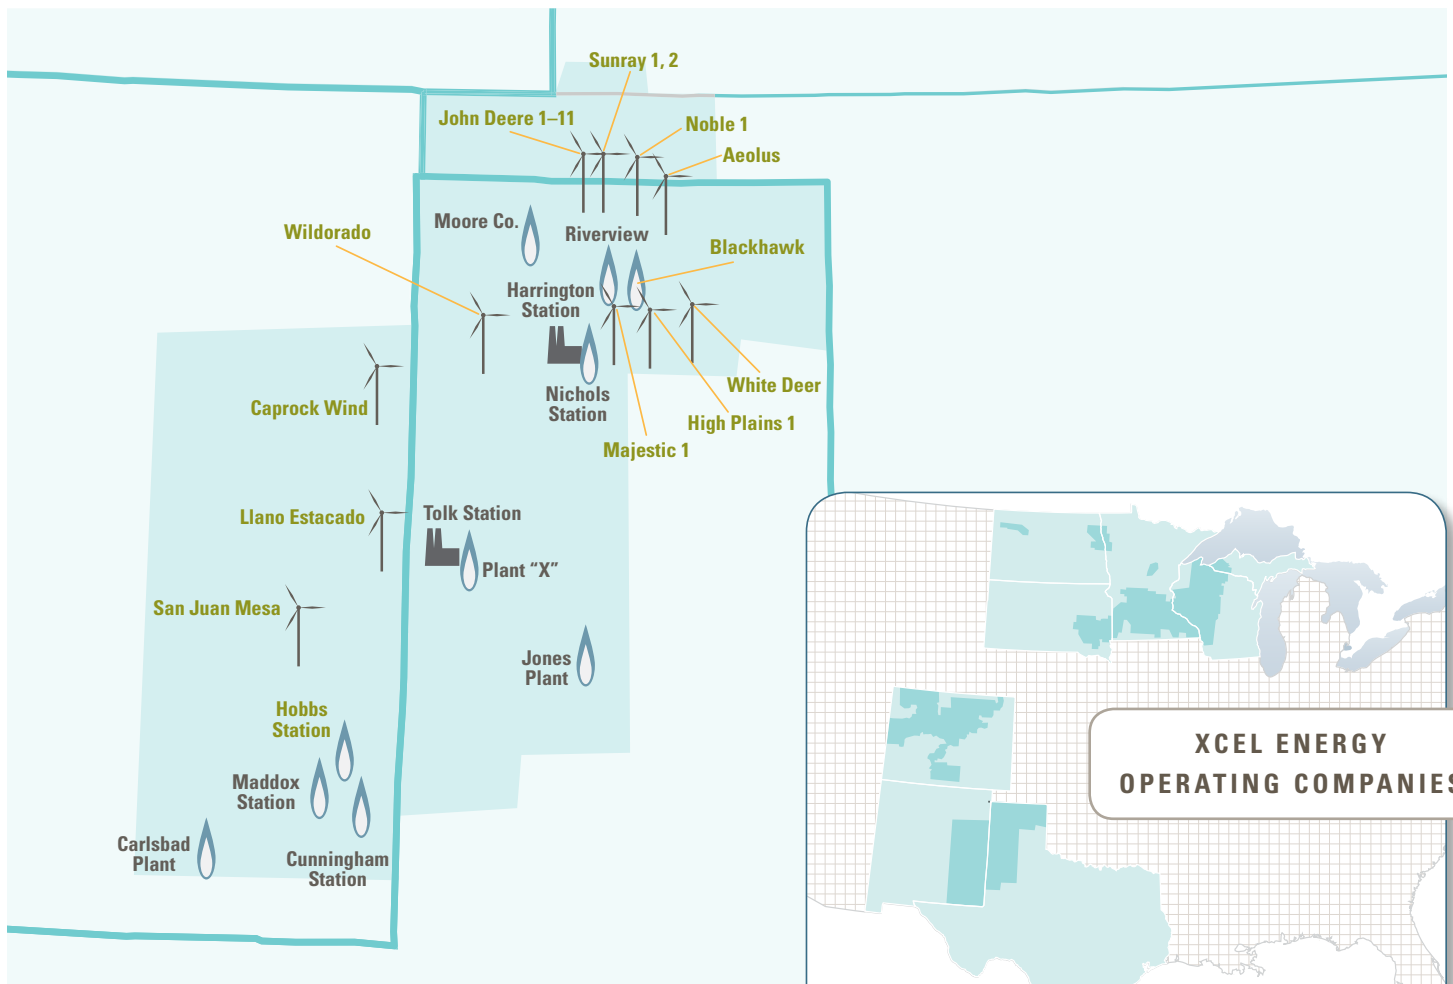 Sunray 1, 2
John Deere 1–11
Noble 1
Aeolus
Moore Co.
Riverview
Wildorado
Blackhawk
Harrington
Station
White Deer
Nichols
Station
Caprock Wind
High Plains 1
Majestic 1
Llano Estacado
Tolk Station
Plant “X”
San Juan Mesa
Jones
Plant
Hobbs
Station
Maddox
Station
Carlsbad
Plant
Cunningham
Station
XCEL ENERGY
OPERATING COMPANIES